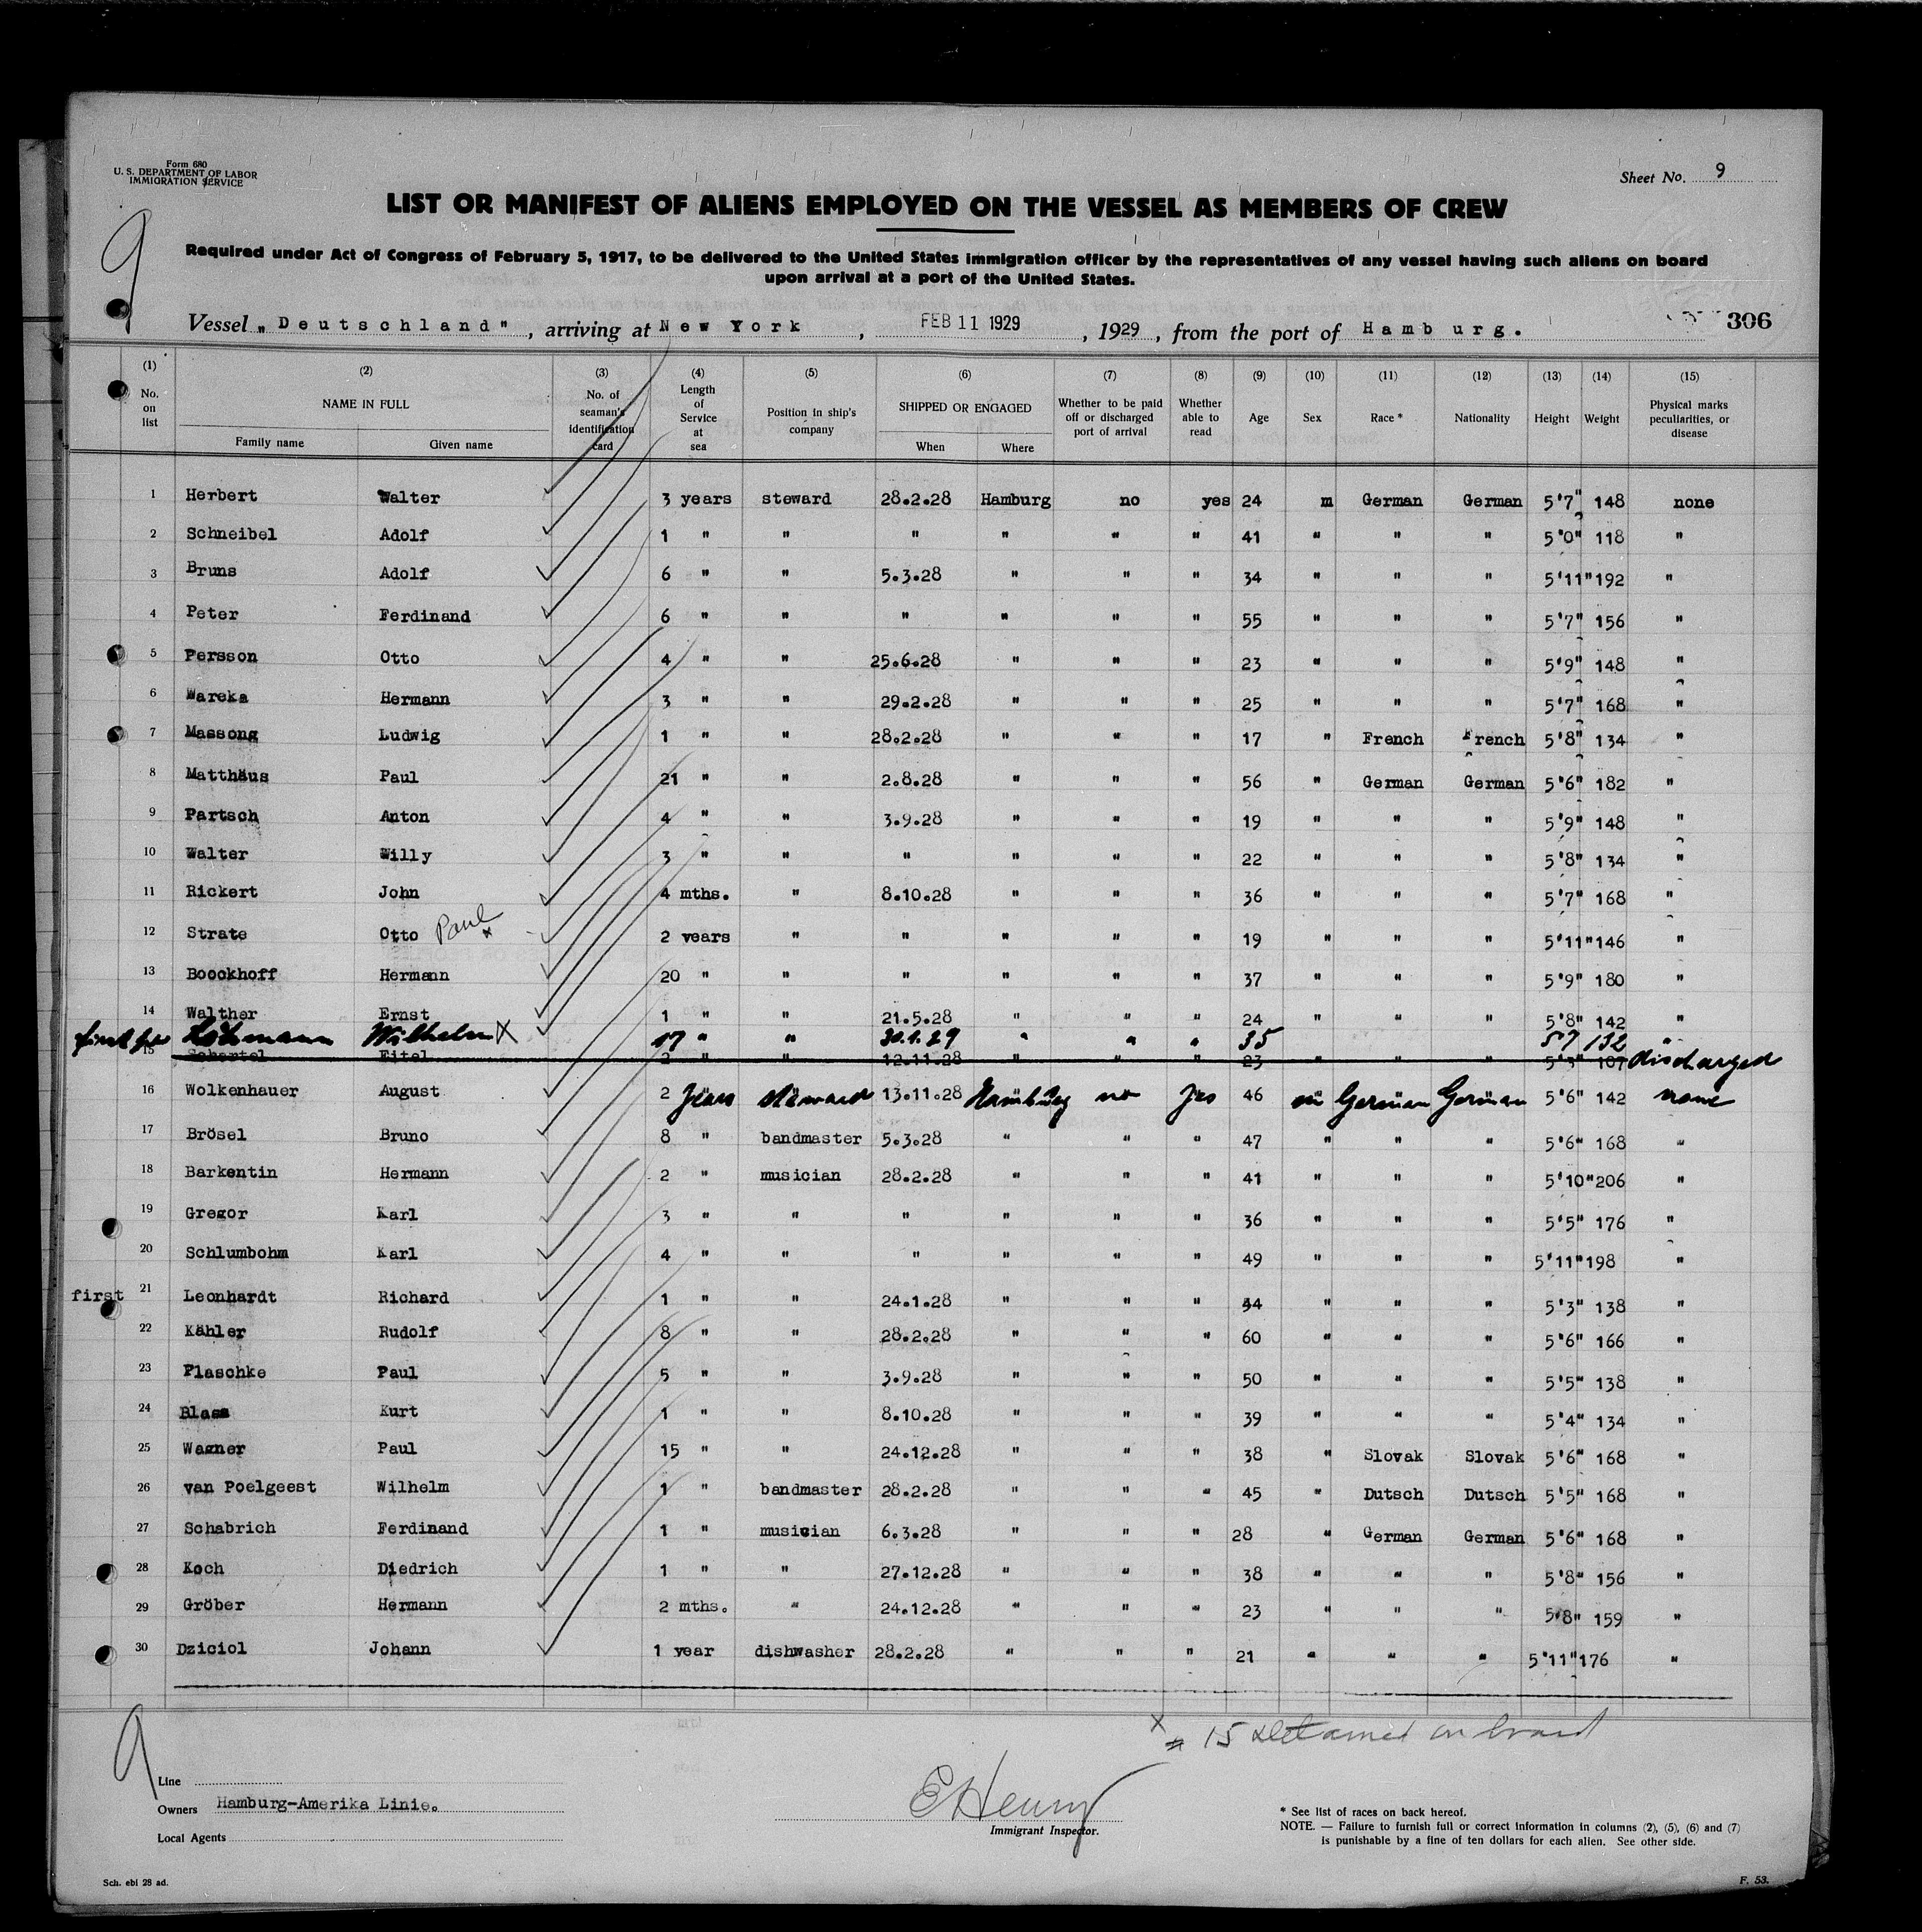 Form 680
U. S. DEPARTMENT OF LABOR
IMMIGRATION SERVICE
Sheet No. 9
LIST OR MANIFEST OF ALIENS EMPLOYED ON THE VESSEL AS MEMBERS OF CREW
9
Required under Act of Congress of February 5, 1917, to be delivered to the United States immigration officer by the representatives of any vessel having such aliens on board
upon arrival at a port of the United States.
Vessel „Deutschland", arriving at New York, FEB 11 1929, 1929, from the port of Hamburg. 306
(1) (2) (3) (4) (5) (6) (7) (8) (9) (10) (11) (12) (13) (14) (15)
No. on list NAME IN FULL Family name Given name No. of seaman's identification card Length of Service at sea Position in ship's company SHIPPED OR ENGAGED When Where Whether to be paid off or discharged port of arrival Whether able to read Age Sex Race * Nationality Height Weight Physical marks peculiarities, or disease
1 Herbert Walter 3 years steward 28.2.28 Hamburg no yes 24 m German German 5'7" 148 none
2 Schneibel Adolf 1 " " " " " " 41 " " " 5'0" 118 "
3 Bruns Adolf 6 " " 5.3.28 " " " 34 " " " 5'11" 192 "
4 Peter Ferdinand 6 " " " " " " 55 " " " 5'7" 156 "
5 Persson Otto 4 " " 25.6.28 " " " 23 " " " 5'9" 148 "
6 Wareka Hermann 3 " " 29.2.28 " " " 25 " " " 5'7" 168 "
7 Massong Ludwig 1 " " 28.2.28 " " " 17 " French French 5'8" 134 "
8 Matthäus Paul 21 " " 2.8.28 " " " 56 " German German 5'6" 182 "
9 Partsch Anton 4 " " 3.9.28 " " " 19 " " " 5'9" 148 "
10 Walter Willy 3 " " " " " " 22 " " " 5'8" 134 "
11 Rickert John 4 mths. " 8.10.28 " " " 36 " " " 5'7" 168 "
12 Strate Otto Paul x 2 years " " " " " 19 " " " 5'11" 146 "
13 Boockhoff Hermann 20 " " " " " " 37 " " " 5'9" 180 "
14 Walther Ernst 1 " " 21.5.28 " " " 24 " " " 5'8" 142 "
first Wilhelm X 17 " " 30.1.29 " " " 35 57 132 "
15 Eitel 2 " " 12.11.28 " " " 23 " " " 5'3" 107 discharged
16 Wolkenhauer August 2 years steward 13.11.28 Hamburg no yes 46 m German German 5'6" 142 none
17 Brösel Bruno 8 " bandmaster 5.3.28 " " " 47 " " " 5'6" 168 "
18 Barkentin Hermann 2 " musician 28.2.28 " " " 41 " " " 5'10" 206 "
19 Gregor Karl 3 " " " " " " 36 " " " 5'5" 176 "
20 Schlumbohm Karl 4 " " " " " " 49 " " " 5'11" 198 "
first 21 Leonhardt Richard 1 " " 24.1.28 " " " 44 " " " 5'3" 138 "
22 Kähler Rudolf 8 " " 28.2.28 " " " 60 " " " 5'6" 166 "
23 Plaschke Paul 5 " " 3.9.28 " " " 50 " " " 5'5" 138 "
24 Blass Kurt 1 " " 8.10.28 " " " 39 " " " 5'4" 134 "
25 Wagner Paul 15 " " 24.12.28 " " " 38 " Slovak Slovak 5'6" 168 "
26 van Poelgeest Wilhelm 1 " bandmaster 28.2.28 " " " 45 " Dutsch Dutsch 5'5" 168 "
27 Schabrich Ferdinand 1 " musician 6.3.28 " " " 28 " German German 5'6" 168 "
28 Koch Diedrich 1 " " 27.12.28 " " " 38 " " " 5'8" 156 "
29 Gröber Hermann 2 mths. " 24.12.28 " " " 23 " " " 5'8" 159 "
30 Dziciol Johann 1 year dishwasher 28.2.28 " " " 21 " " " 5'11" 176 "
x # 15 detained on board
9
Line
Owners Hamburg-Amerika Linie.
Local Agents
E Henry
Immigrant Inspector.
* See list of races on back hereof.
NOTE. — Failure to furnish full or correct information in columns (2), (5), (6) and (7)
is punishable by a fine of ten dollars for each alien. See other side.
Sch. ebi 28 ad.
F. 53.